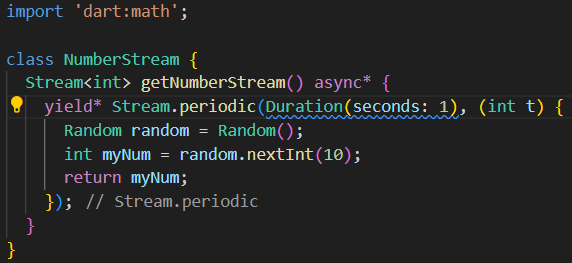 import 'dart:math';
class NumberStream {
Stream<int> getNumberStream() async* {
yield* Stream.periodic(Duration(seconds: 1), (int t) {
Random random = Random();
int myNum = random.nextInt(10);
return myNum;
}); // Stream.periodic
}
}